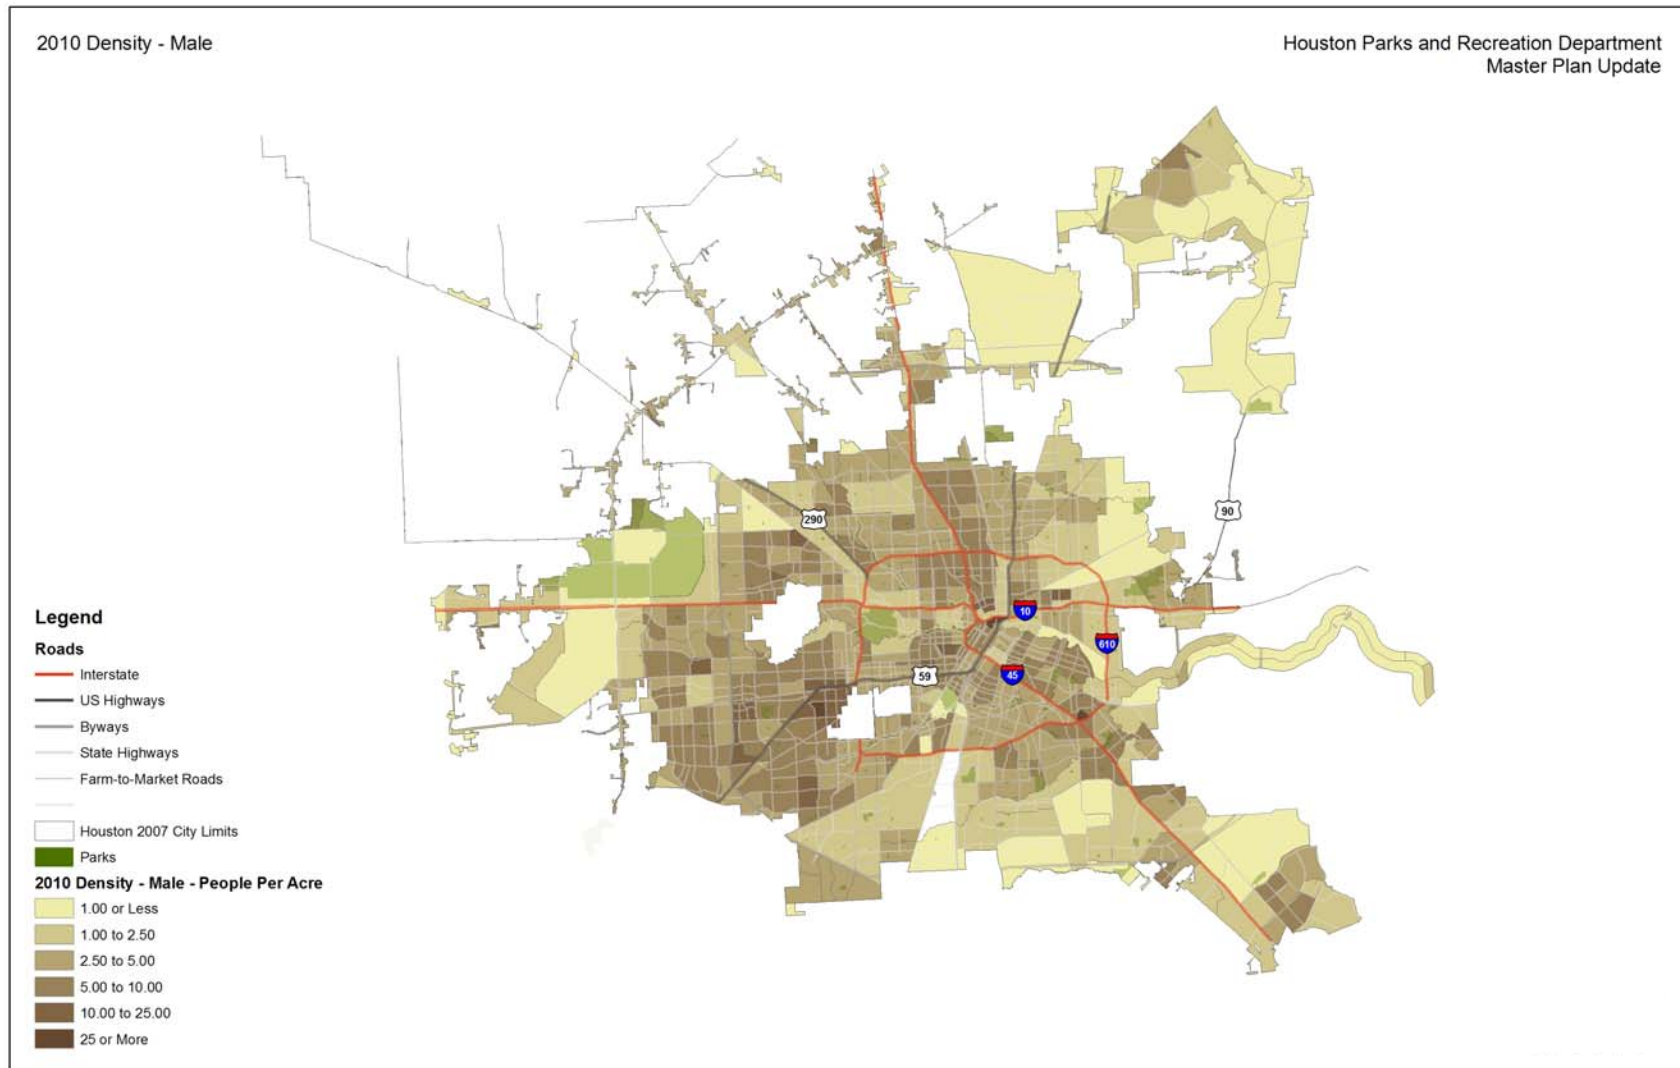 2010 Density - Male
Houston Parks and Recreation Department
Master Plan Update
290
90
10
610
59
45
Legend
Roads
Interstate
US Highways
Byways
State Highways
Farm-to-Market Roads
Houston 2007 City Limits
Parks
2010 Density - Male - People Per Acre
1.00 or Less
1.00 to 2.50
2.50 to 5.00
5.00 to 10.00
10.00 to 25.00
25 or More